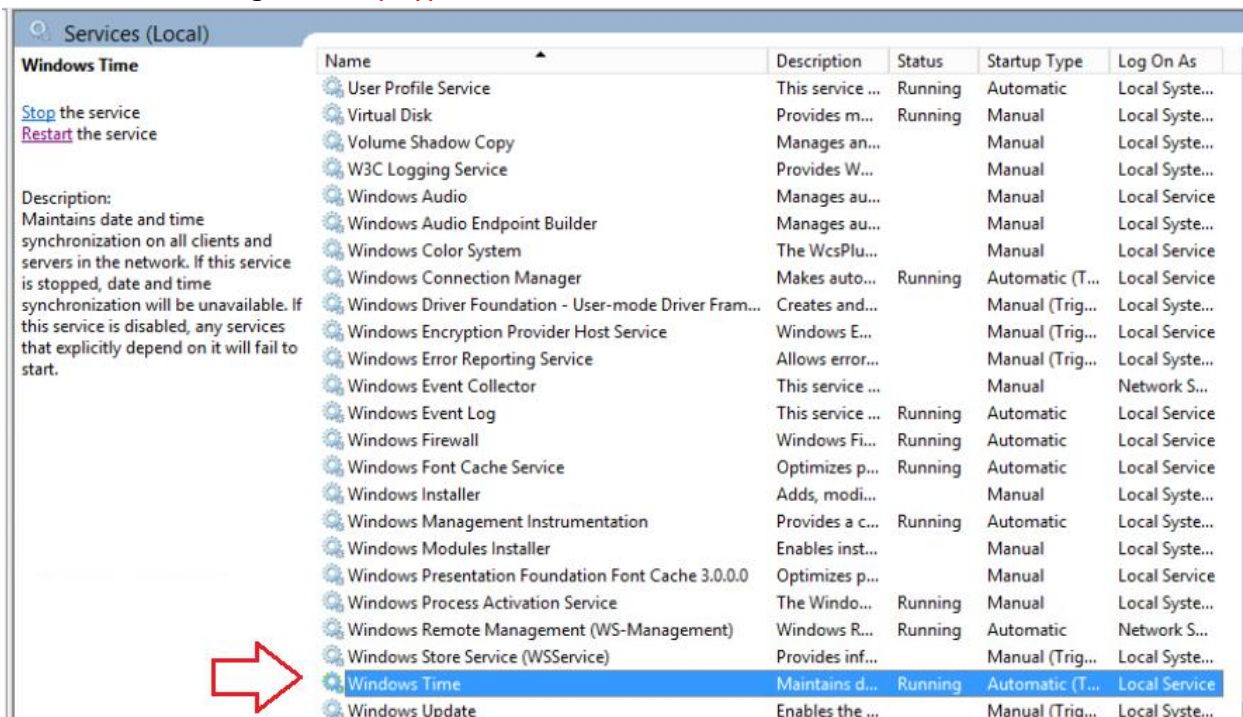 Services (Local)
Windows Time
Stop the service
Restart the service
Description:
Maintains date and time
synchronization on all clients and
servers in the network. If this service
is stopped, date and time
synchronization will be unavailable. If
this service is disabled, any services
that explicitly depend on it will fail to
start.
Name Description Status Startup Type Log On As
User Profile Service This service ... Running Automatic Local Syste...
Virtual Disk Provides m... Running Manual Local Syste...
Volume Shadow Copy Manages an... Manual Local Syste...
W3C Logging Service Provides W... Manual Local Syste...
Windows Audio Manages au... Manual Local Service
Windows Audio Endpoint Builder Manages au... Manual Local Syste...
Windows Color System The WcsPlu... Manual Local Service
Windows Connection Manager Makes auto... Running Automatic (T... Local Service
Windows Driver Foundation - User-mode Driver Fram... Creates and... Manual (Trig... Local Syste...
Windows Encryption Provider Host Service Windows E... Manual (Trig... Local Service
Windows Error Reporting Service Allows error... Manual (Trig... Local Syste...
Windows Event Collector This service ... Manual Network S...
Windows Event Log This service ... Running Automatic Local Service
Windows Firewall Windows Fi... Running Automatic Local Service
Windows Font Cache Service Optimizes p... Running Automatic Local Service
Windows Installer Adds, modi... Manual Local Syste...
Windows Management Instrumentation Provides a c... Running Automatic Local Syste...
Windows Modules Installer Enables inst... Manual Local Syste...
Windows Presentation Foundation Font Cache 3.0.0.0 Optimizes p... Manual Local Service
Windows Process Activation Service The Windo... Running Manual Local Syste...
Windows Remote Management (WS-Management) Windows R... Running Automatic Network S...
Windows Store Service (WSService) Provides inf... Manual (Trig... Local Syste...
Windows Time Maintains d... Running Automatic (T... Local Service
Windows Update Enables the ... Manual (Trig... Local Syste...